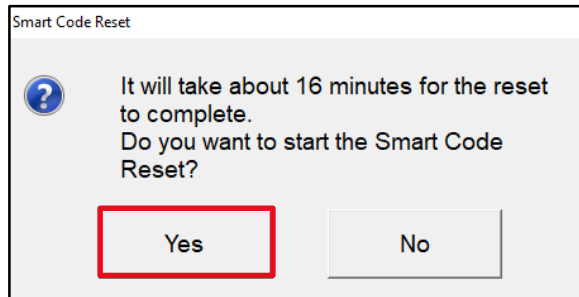 Smart Code Reset
It will take about 16 minutes for the reset
to complete.
Do you want to start the Smart Code
Reset?
Yes
No